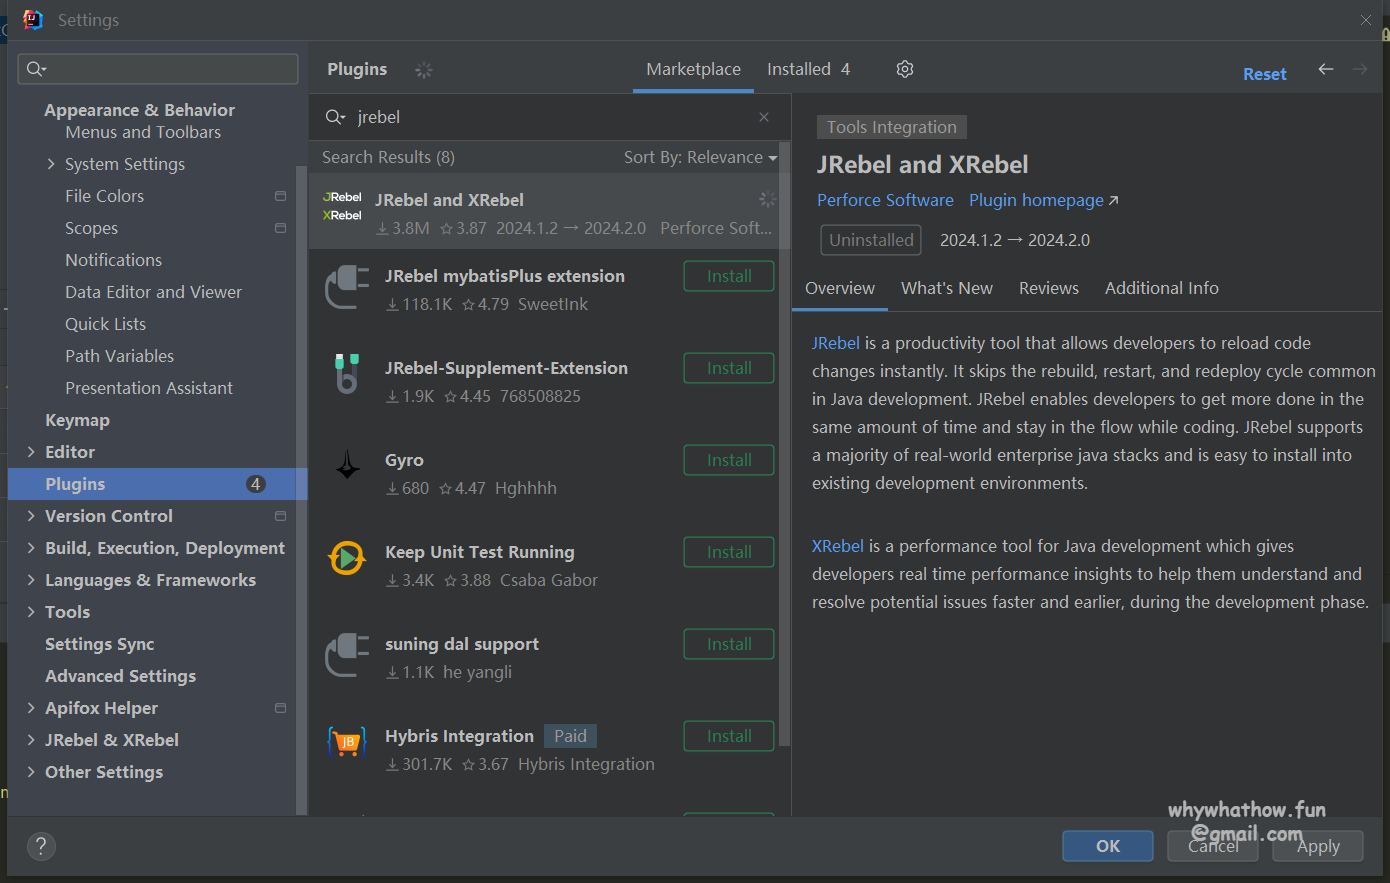 Settings
Plugins
Marketplace
Installed 4
Reset
Appearance & Behavior
Menus and Toolbars
System Settings
File Colors
Scopes
Notifications
Data Editor and Viewer
Quick Lists
Path Variables
Presentation Assistant
Keymap
Editor
Plugins 4
Version Control
Build, Execution, Deployment
Languages & Frameworks
Tools
Settings Sync
Advanced Settings
Apifox Helper
JRebel & XRebel
Other Settings
jrebel
Search Results (8) Sort By: Relevance
JRebel
XRebel
JRebel and XRebel
3.8M 3.87 2024.1.2 → 2024.2.0 Perforce Soft...
JRebel mybatisPlus extension Install
118.1K 4.79 SweetInk
JRebel-Supplement-Extension Install
1.9K 4.45 768508825
Gyro Install
680 4.47 Hghhhh
Keep Unit Test Running Install
3.4K 3.88 Csaba Gabor
suning dal support Install
1.1K he yangli
JB
Hybris Integration Paid Install
301.7K 3.67 Hybris Integration
Tools Integration
JRebel and XRebel
Perforce Software Plugin homepage ↗
Uninstalled 2024.1.2 → 2024.2.0
Overview What's New Reviews Additional Info
JRebel is a productivity tool that allows developers to reload code
changes instantly. It skips the rebuild, restart, and redeploy cycle common
in Java development. JRebel enables developers to get more done in the
same amount of time and stay in the flow while coding. JRebel supports
a majority of real-world enterprise java stacks and is easy to install into
existing development environments.
XRebel is a performance tool for Java development which gives
developers real time performance insights to help them understand and
resolve potential issues faster and earlier, during the development phase.
whywhathow.fun
@gmail.com
?
OK Cancel Apply